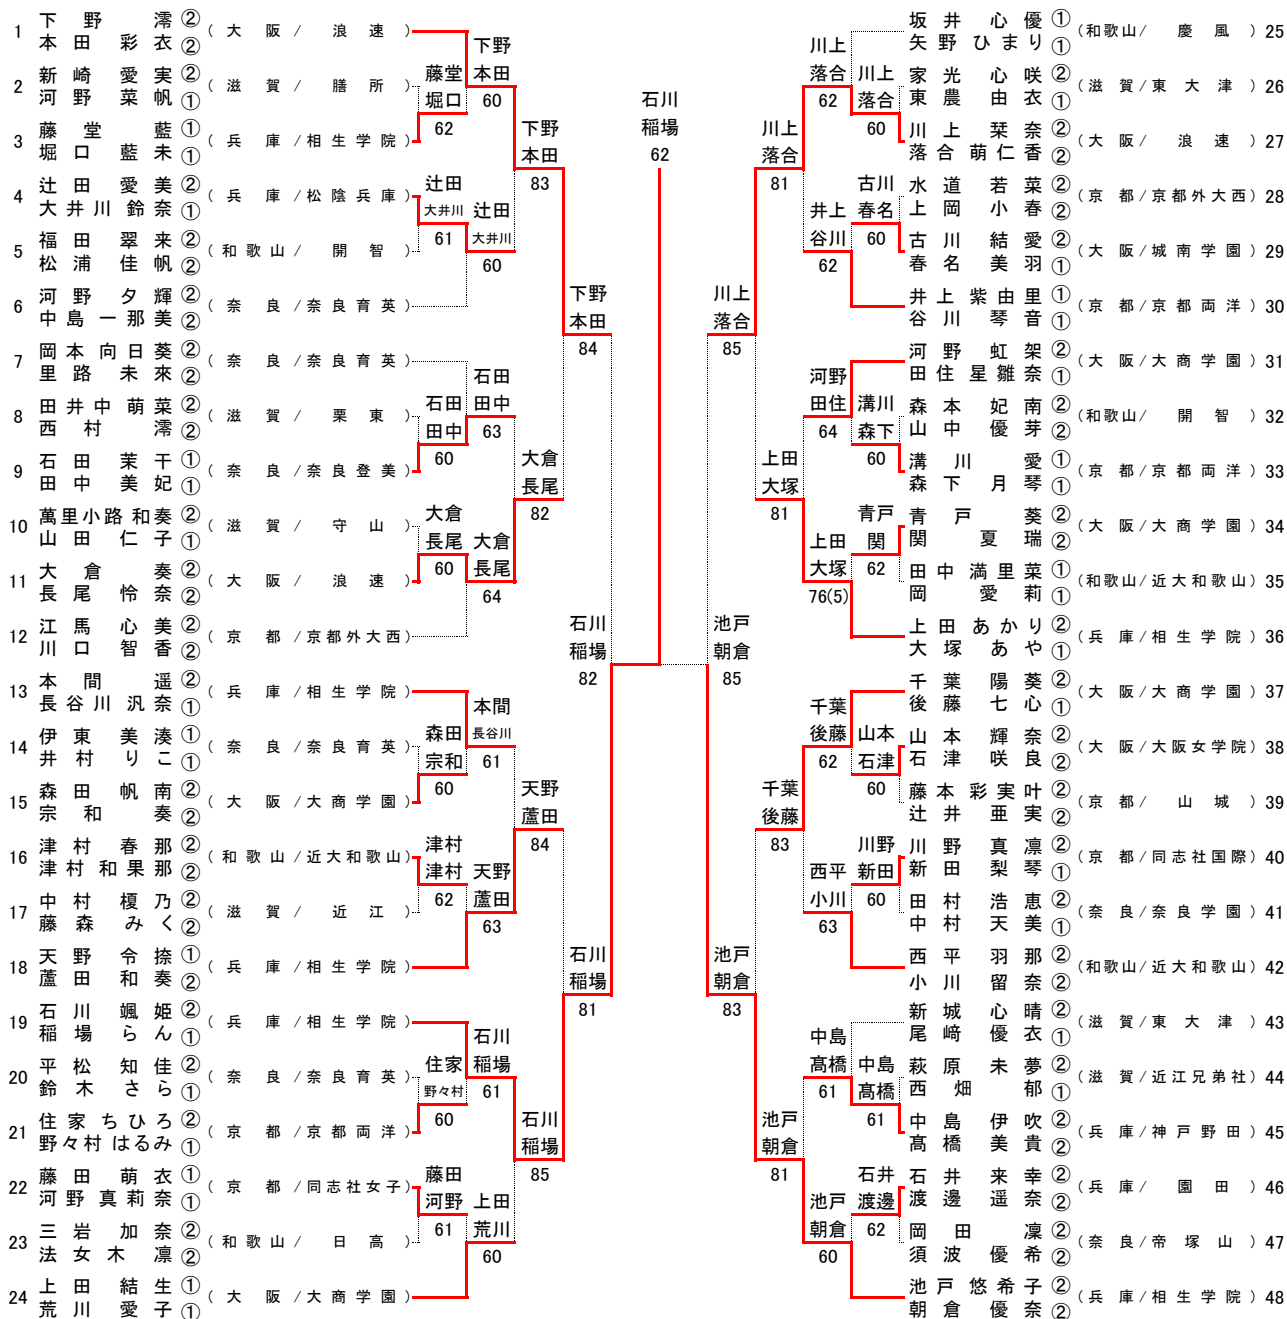 1 下野 澪② 本田彩衣② (大阪/浪速)
2 新崎愛実② 河野菜帆① (滋賀/膳所)
3 藤堂 藍① 堀口藍未① (兵庫/相生学院)
4 辻田愛美② 大井川鈴奈① (兵庫/松陰兵庫)
5 福田翠来② 松浦佳帆② (和歌山/開智)
6 河野夕輝② 中島一那美② (奈良/奈良育英)
7 岡本向日葵② 里路未來② (奈良/奈良育英)
8 田井中萌菜② 西村 澪② (滋賀/栗東)
9 石田茉干① 田中美妃① (奈良/奈良登美)
10 萬里小路和奏② 山田仁子① (滋賀/守山)
11 大倉 奏② 長尾怜奈② (大阪/浪速)
12 江馬心美② 川口智香② (京都/京都外大西)
13 本間 遥② 長谷川汎奈① (兵庫/相生学院)
14 伊東美湊① 井村りこ① (奈良/奈良育英)
15 森田帆南② 宗和 奏② (大阪/大商学園)
16 津村春那② 津村和果那② (和歌山/近大和歌山)
17 中村榎乃② 藤森みく② (滋賀/近江)
18 天野令捺① 蘆田和奏② (兵庫/相生学院)
19 石川颯姫② 稲場らん① (兵庫/相生学院)
20 平松知佳② 鈴木さら① (奈良/奈良育英)
21 住家ちひろ② 野々村はるみ① (京都/京都両洋)
22 藤田萌衣① 河野真莉奈① (京都/同志社女子)
23 三岩加奈② 法女木凛② (和歌山/日高)
24 上田結生① 荒川愛子① (大阪/大商学園)
藤堂 堀口 62
辻田 大井川 61
石田 田中 60
大倉 長尾 60
森田 宗和 60
津村 津村 62
住家 野々村 60
藤田 河野 61
下野 本田 60
辻田 大井川 60
石田 田中 63
大倉 長尾 64
本間 長谷川 61
天野 蘆田 63
石川 稲場 61
上田 荒川 60
下野 本田 83
大倉 長尾 82
天野 蘆田 84
石川 稲場 85
下野 本田 84
石川 稲場 81
石川 稲場 82
石川 稲場 62
池戸 朝倉 85
川上 落合 85
池戸 朝倉 83
川上 落合 81
上田 大塚 81
千葉 後藤 83
池戸 朝倉 81
川上 落合 62
井上 谷川 62
河野 田住 64
上田 大塚 76(5)
千葉 後藤 62
西平 小川 63
中島 髙橋 61
池戸 朝倉 60
川上 落合 60
古川 春名 60
溝川 森下 60
青戸 関 62
山本 石津 60
川野 新田 60
中島 髙橋 61
石井 渡邊 62
坂井心優① 矢野ひまり① (和歌山/慶風) 25
家光心咲② 東農由衣① (滋賀/東大津) 26
川上栞奈② 落合萌仁香② (大阪/浪速) 27
水道若菜② 上岡小春② (京都/京都外大西) 28
古川結愛② 春名美羽① (大阪/城南学園) 29
井上紫由里① 谷川琴音① (京都/京都両洋) 30
河野虹架② 田住星雛奈① (大阪/大商学園) 31
森本妃南② 山中優芽② (和歌山/開智) 32
溝川 愛① 森下月琴① (京都/京都両洋) 33
青戸 葵② 関 夏瑞② (大阪/大商学園) 34
田中満里菜① 岡 愛莉① (和歌山/近大和歌山) 35
上田あかり② 大塚あや① (兵庫/相生学院) 36
千葉陽葵② 後藤七心① (大阪/大商学園) 37
山本輝奈② 石津咲良② (大阪/大阪女学院) 38
藤本彩実叶② 辻井亜実② (京都/山城) 39
川野真凛② 新田梨琴① (京都/同志社国際) 40
田村浩恵② 中村天美① (奈良/奈良学園) 41
西平羽那② 小川留奈② (和歌山/近大和歌山) 42
新城心晴② 尾﨑優衣① (滋賀/東大津) 43
萩原未夢② 西畑 郁① (滋賀/近江兄弟社) 44
中島伊吹② 髙橋美貴② (兵庫/神戸野田) 45
石井来幸② 渡邊遥奈② (兵庫/園田) 46
岡田 凜② 須波優希② (奈良/帝塚山) 47
池戸悠希子② 朝倉優奈② (兵庫/相生学院) 48